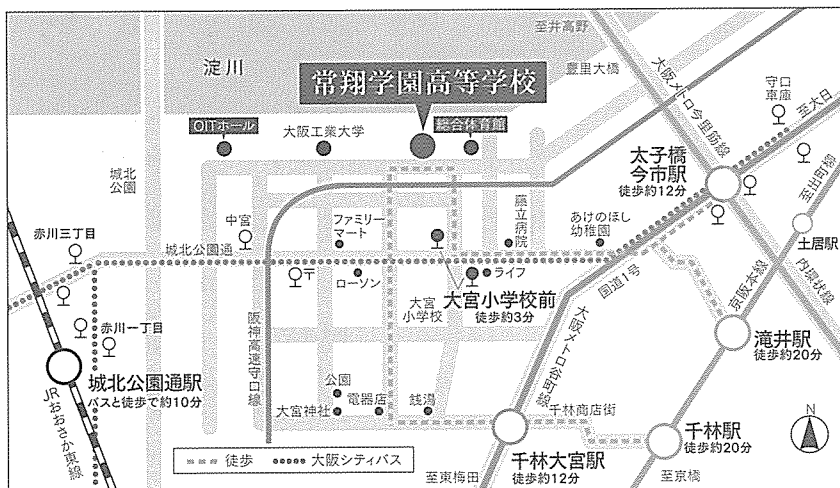 至井高野
淀川
豊里大橋
大阪メトロ今里筋線
守口
車庫
至大日
常翔学園高等学校
OITホール
大阪工業大学
総合体育館
太子橋
今市駅
徒歩約12分
至出町柳
城北
公園
赤川三丁目
中宮
ファミリー
マート
藤立病院
あけのほし
幼稚園
土居駅
城北公園通
〒
ローソン
ライフ
国道1号
京阪本線
内環状線
大宮
小学校
大宮小学校前
徒歩約3分
赤川一丁目
阪神高速守口線
大阪メトロ谷町線
滝井駅
徒歩約20分
城北公園通駅
バスと徒歩で約10分
JRおおさか東線
公園
大宮神社
電器店
銭湯
千林商店街
N
徒歩
大阪シティバス
至東梅田
千林大宮駅
徒歩約12分
千林駅
徒歩約20分
至京橋